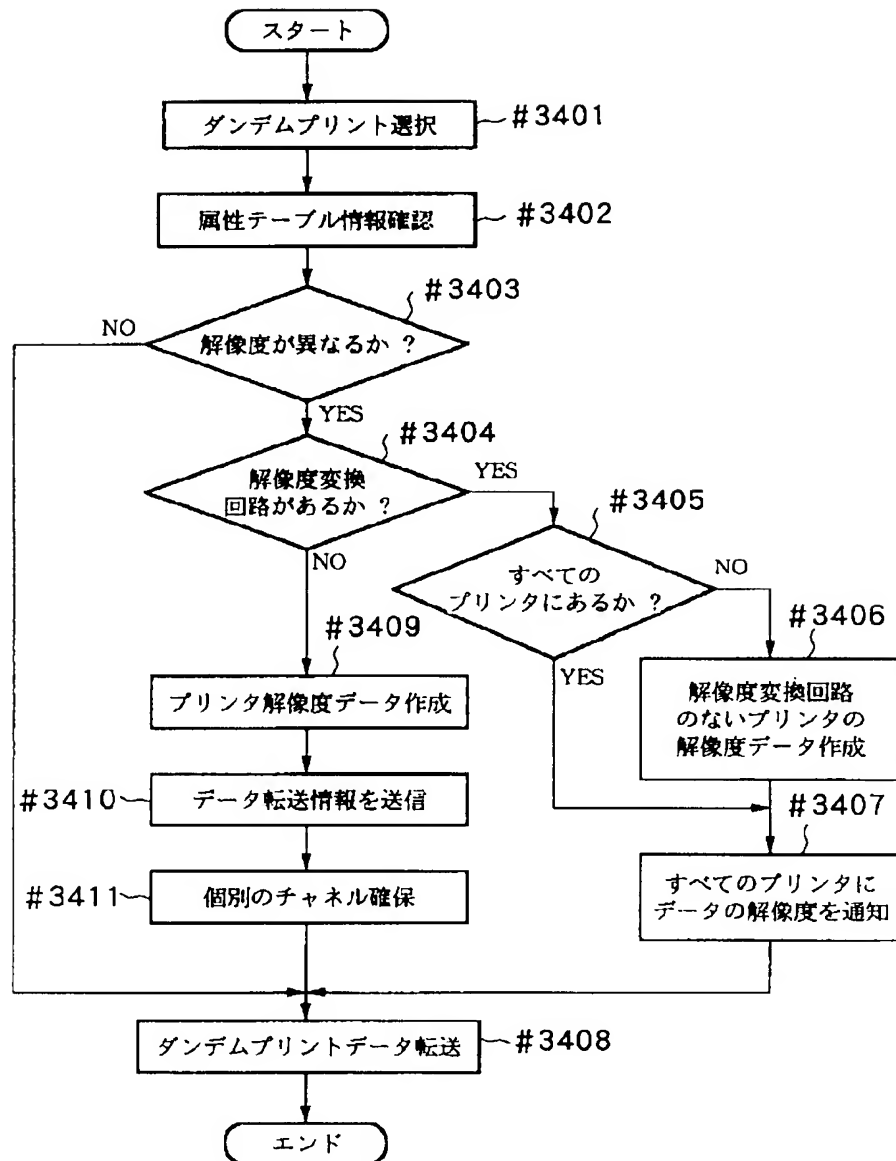 スタート
ダンデムプリント選択
#3401
属性テーブル情報確認
#3402
#3403
NO
解像度が異なるか ?
YES
#3404
解像度変換
回路があるか ?
YES
NO
#3405
すべての
プリンタにあるか ?
NO
YES
#3406
解像度変換回路
のないプリンタの
解像度データ作成
#3409
プリンタ解像度データ作成
#3410
データ転送情報を送信
#3407
すべてのプリンタに
データの解像度を通知
#3411
個別のチャネル確保
ダンデムプリントデータ転送
#3408
エンド